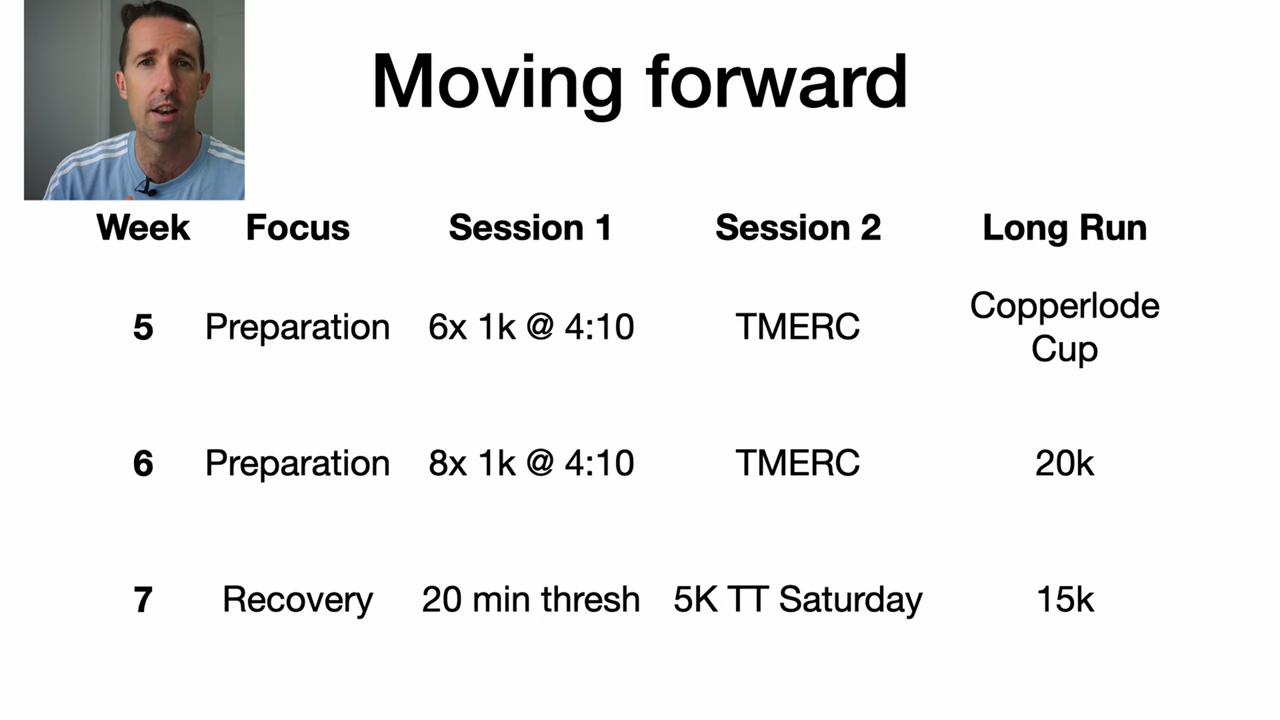 Moving forward
Week Focus Session 1 Session 2 Long Run
5 Preparation 6x 1k @ 4:10 TMERC Copperlode
Cup
6 Preparation 8x 1k @ 4:10 TMERC 20k
7 Recovery 20 min thresh 5K TT Saturday 15k